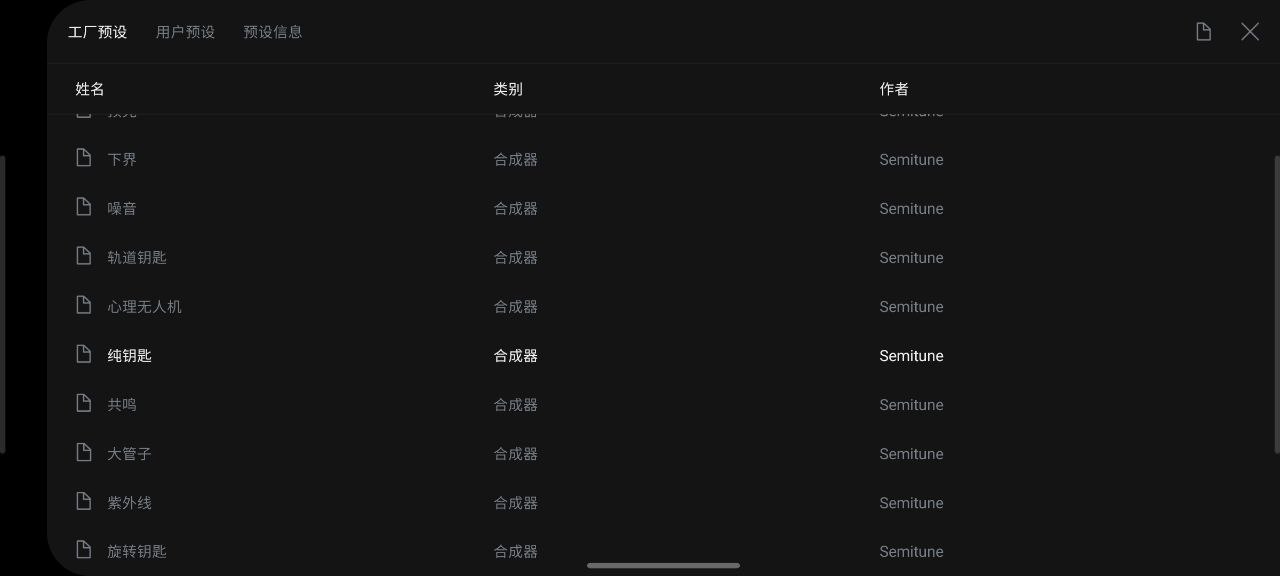 工厂预设 用户预设 预设信息
姓名 类别 作者
合成器 Semitune
下界 合成器 Semitune
噪音 合成器 Semitune
轨道钥匙 合成器 Semitune
心理无人机 合成器 Semitune
纯钥匙 合成器 Semitune
共鸣 合成器 Semitune
大管子 合成器 Semitune
紫外线 合成器 Semitune
旋转钥匙 合成器 Semitune